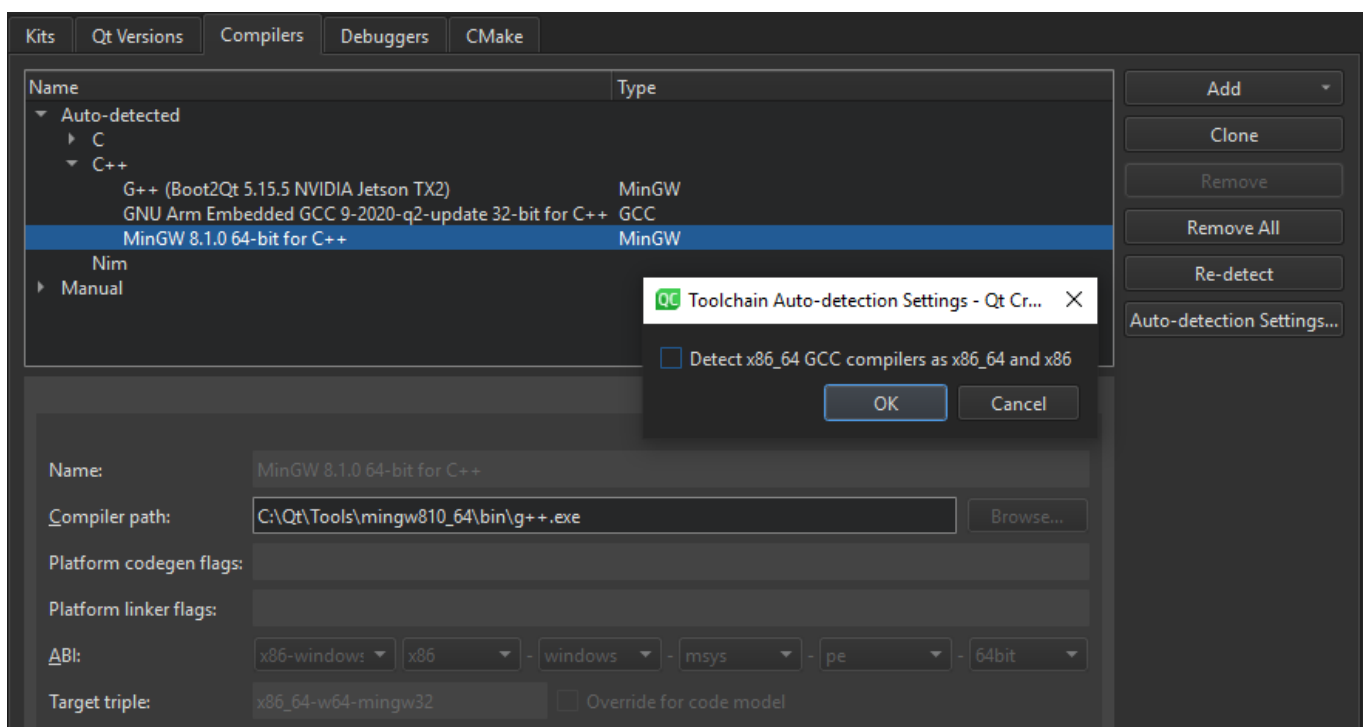 Kits Qt Versions Compilers Debuggers CMake
Name Type
Auto-detected
C
C++
G++ (Boot2Qt 5.15.5 NVIDIA Jetson TX2) MinGW
GNU Arm Embedded GCC 9-2020-q2-update 32-bit for C++ GCC
MinGW 8.1.0 64-bit for C++ MinGW
Nim
Manual
Add
Clone
Remove
Remove All
Re-detect
Auto-detection Settings...
QC Toolchain Auto-detection Settings - Qt Cr...
Detect x86_64 GCC compilers as x86_64 and x86
OK Cancel
Name: MinGW 8.1.0 64-bit for C++
Compiler path: C:\Qt\Tools\mingw810_64\bin\g++.exe Browse...
Platform codegen flags:
Platform linker flags:
ABI: x86-windows x86 - windows - msys - pe - 64bit
Target triple: x86_64-w64-mingw32 Override for code model